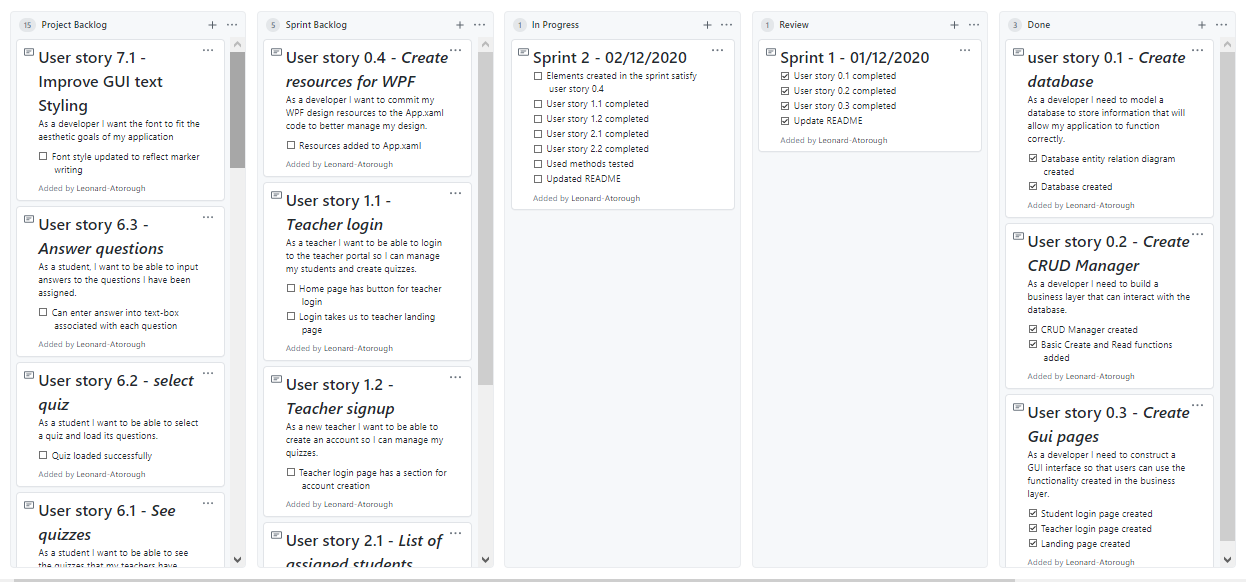 15 Project Backlog
User story 7.1 -
Improve GUI text
Styling
As a developer I want the font to fit the
aesthetic goals of my application
Font style updated to reflect marker
writing
Added by Leonard-Atorough
User story 6.3 -
Answer questions
As a student, I want to be able to input
answers to the questions I have been
assigned.
Can enter answer into text-box
associated with each question
Added by Leonard-Atorough
User story 6.2 - select
quiz
As a student I want to be able to select
a quiz and load its questions.
Quiz loaded successfully
Added by Leonard-Atorough
User story 6.1 - See
quizzes
As a student I want to be able to see
the quizzes that my teachers have
5 Sprint Backlog
User story 0.4 - Create
resources for WPF
As a developer I want to commit my
WPF design resources to the App.xaml
code to better manage my design.
Resources added to App.xaml
Added by Leonard-Atorough
User story 1.1 -
Teacher login
As a teacher I want to be able to login
to the teacher portal so I can manage
my students and create quizzes.
Home page has button for teacher
login
Login takes us to teacher landing
page
Added by Leonard-Atorough
User story 1.2 -
Teacher signup
As a new teacher I want to be able to
create an account so I can manage my
quizzes.
Teacher login page has a section for
account creation
Added by Leonard-Atorough
User story 2.1 - List of
assigned students
1 In Progress
Sprint 2 - 02/12/2020
Elements created in the sprint satisfy
user story 0.4
User story 1.1 completed
User story 1.2 completed
User story 2.1 completed
User story 2.2 completed
Used methods tested
Updated README
Added by Leonard-Atorough
1 Review
Sprint 1 - 01/12/2020
User story 0.1 completed
User story 0.2 completed
User story 0.3 completed
Update README
Added by Leonard-Atorough
3 Done
user story 0.1 - Create
database
As a developer I need to model a
database to store information that will
allow my application to function
correctly.
Database entity relation diagram
created
Database created
Added by Leonard-Atorough
User story 0.2 - Create
CRUD Manager
As a developer I need to build a
business layer that can interact with the
database.
CRUD Manager created
Basic Create and Read functions
added
Added by Leonard-Atorough
User story 0.3 - Create
Gui pages
As a developer I need to construct a
GUI interface so that users can use the
functionality created in the business
layer.
Student login page created
Teacher login page created
Landing page created
Added by Leonard-Atorough